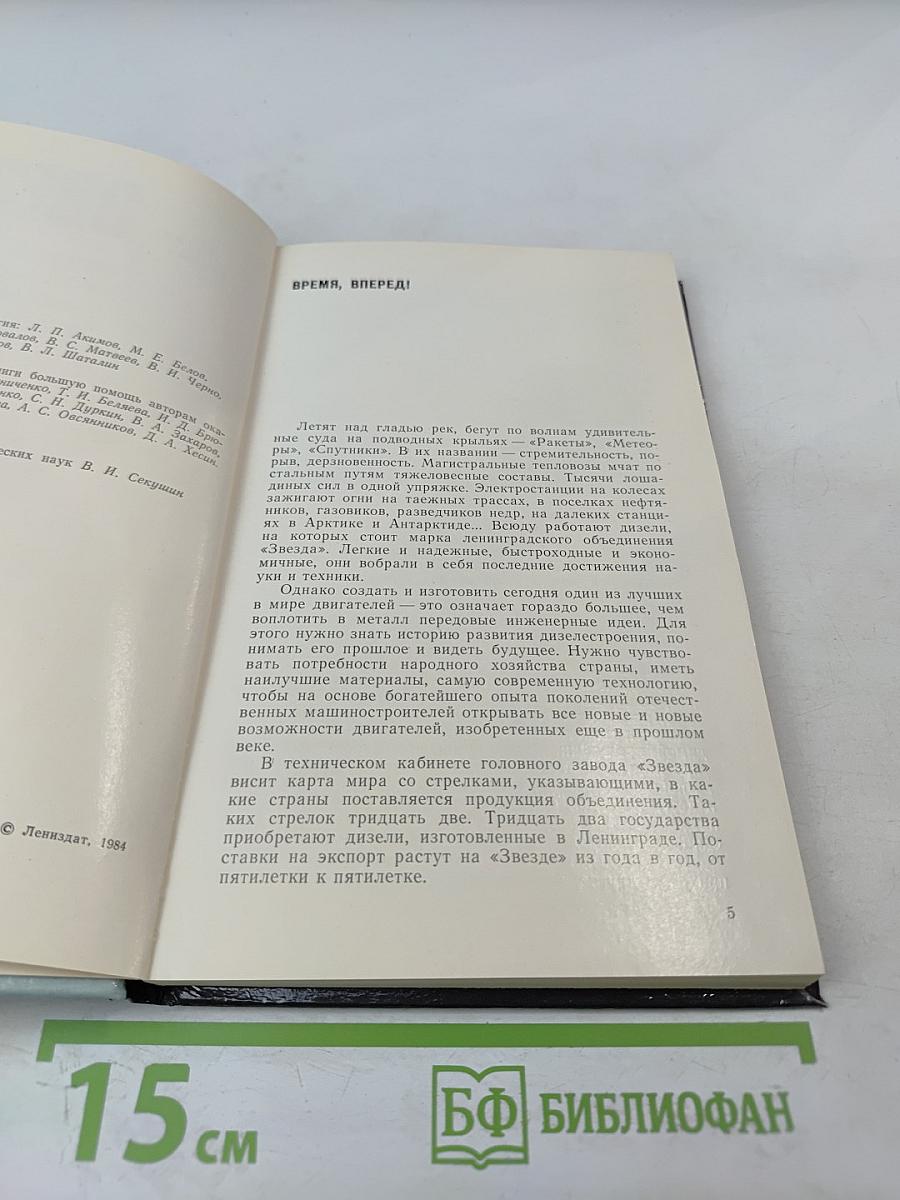 гия: Л. П. Акимов, М. Е. Белов,
овалов, В. С. Матвеев, В. И. Черно,
ов, В. Л. Шаталин
ниги большую помощь авторам ока-
ниченко, Т. И. Беляева, И. Д. Брю-
нко, С. Н. Дуркин, В. А. Захаров,
ва, А. С. Овсянников, Д. А. Хесин.
еских наук В. И. Секушин
© Лениздат, 1984
ВРЕМЯ, ВПЕРЕД!
Летят над гладью рек, бегут по волнам удивитель-
ные суда на подводных крыльях — «Ракеты», «Метео-
ры», «Спутники». В их названии — стремительность, по-
рыв, дерзновенность. Магистральные тепловозы мчат по
стальным путям тяжеловесные составы. Тысячи лоша-
диных сил в одной упряжке. Электростанции на колесах
зажигают огни на таежных трассах, в поселках нефтя-
ников, газовиков, разведчиков недр, на далеких станци-
ях в Арктике и Антарктиде... Всюду работают дизели,
на которых стоит марка ленинградского объединения
«Звезда». Легкие и надежные, быстроходные и эконо-
мичные, они вобрали в себя последние достижения на-
уки и техники.
Однако создать и изготовить сегодня один из лучших
в мире двигателей — это означает гораздо большее, чем
воплотить в металл передовые инженерные идеи. Для
этого нужно знать историю развития дизелестроения, по-
нимать его прошлое и видеть будущее. Нужно чувство-
вать потребности народного хозяйства страны, иметь
наилучшие материалы, самую современную технологию,
чтобы на основе богатейшего опыта поколений отечест-
венных машиностроителей открывать все новые и новые
возможности двигателей, изобретенных еще в прошлом
веке.
В техническом кабинете головного завода «Звезда»
висит карта мира со стрелками, указывающими, в ка-
кие страны поставляется продукция объединения. Та-
ких стрелок тридцать две. Тридцать два государства
приобретают дизели, изготовленные в Ленинграде. По-
ставки на экспорт растут на «Звезде» из года в год, от
пятилетки к пятилетке.
5
15 см
БФ БИБЛИОФАН